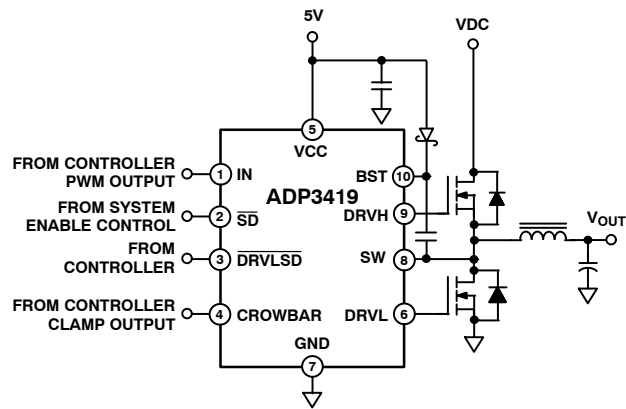 5V
VDC
5
VCC
FROM CONTROLLER
PWM OUTPUT
1
IN
ADP3419
BST
10
FROM SYSTEM
ENABLE CONTROL
2
SD
DRVH
9
VOUT
FROM
CONTROLLER
3
DRVLSD
SW
8
FROM CONTROLLER
CLAMP OUTPUT
4
CROWBAR
DRVL
6
GND
7